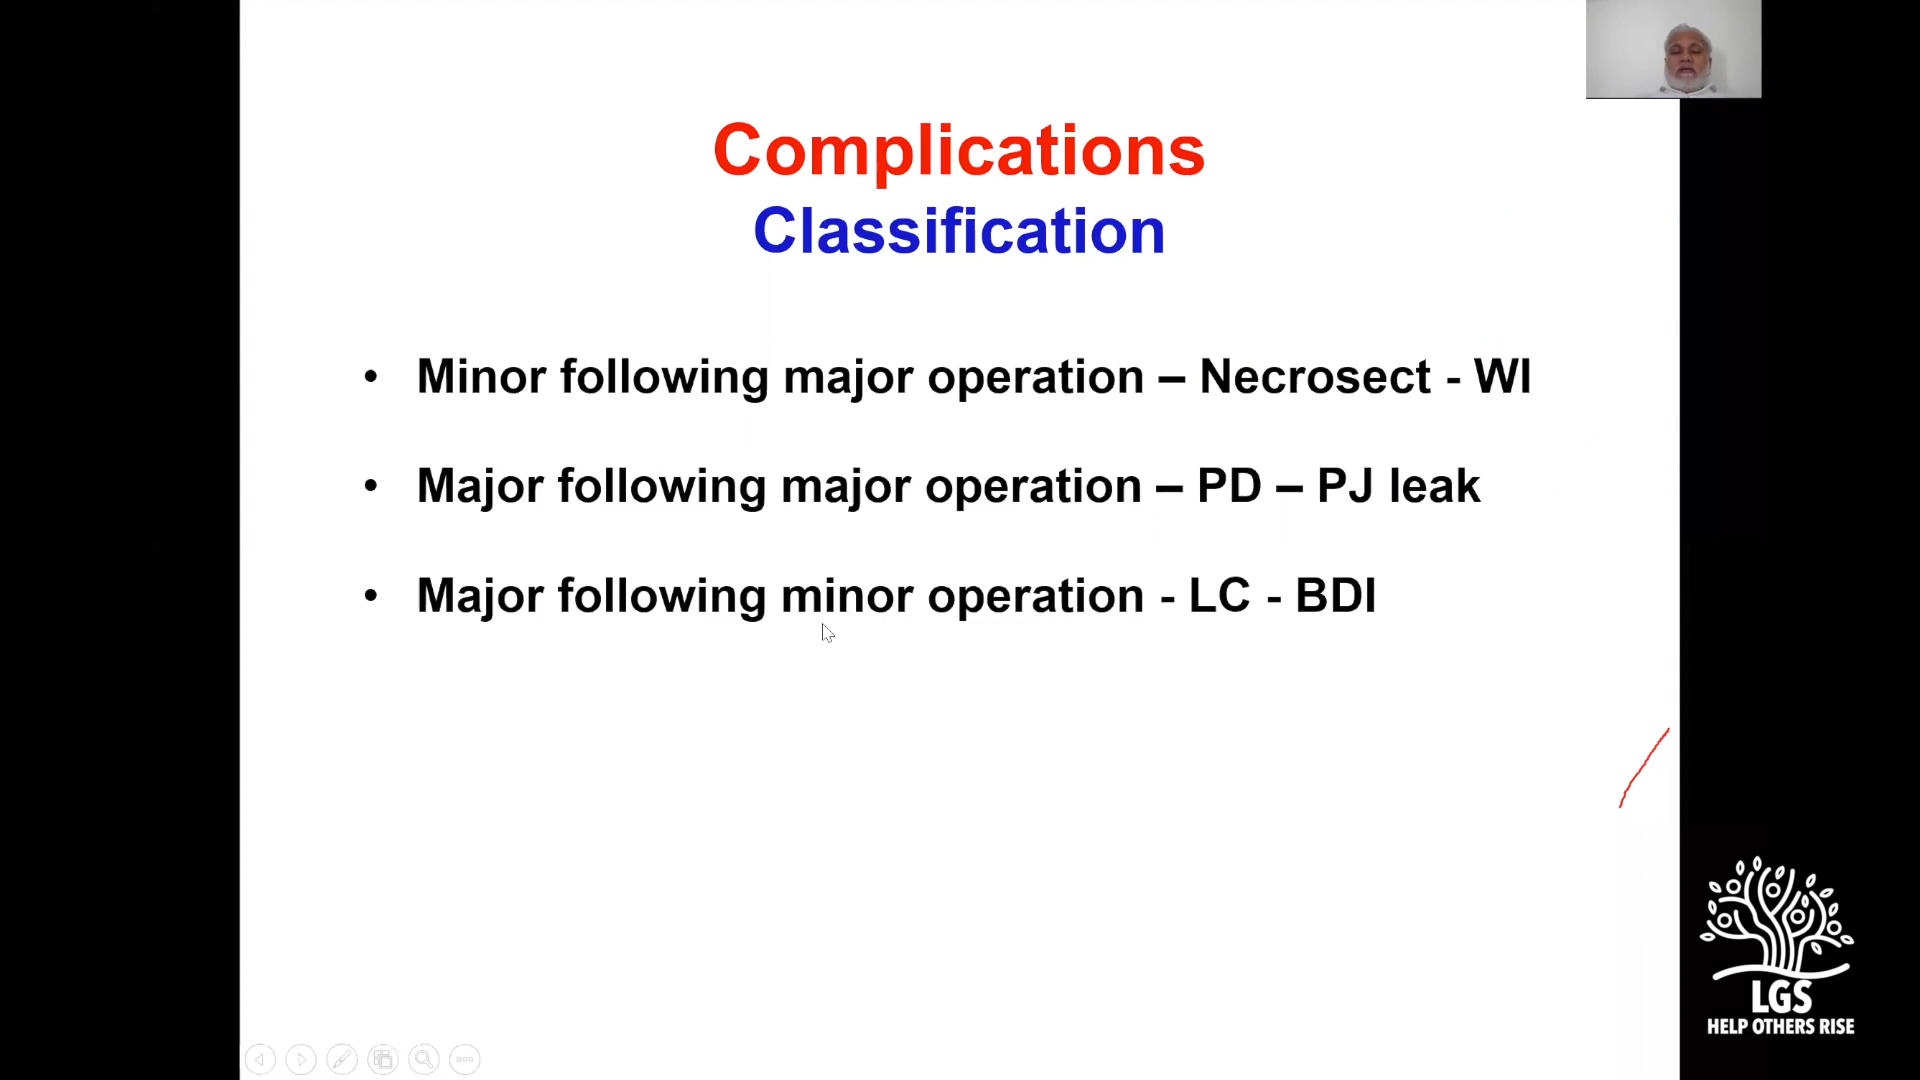 Complications
Classification
• Minor following major operation – Necrosect - WI
• Major following major operation – PD – PJ leak
• Major following minor operation - LC - BDI
LGS
HELP OTHERS RISE